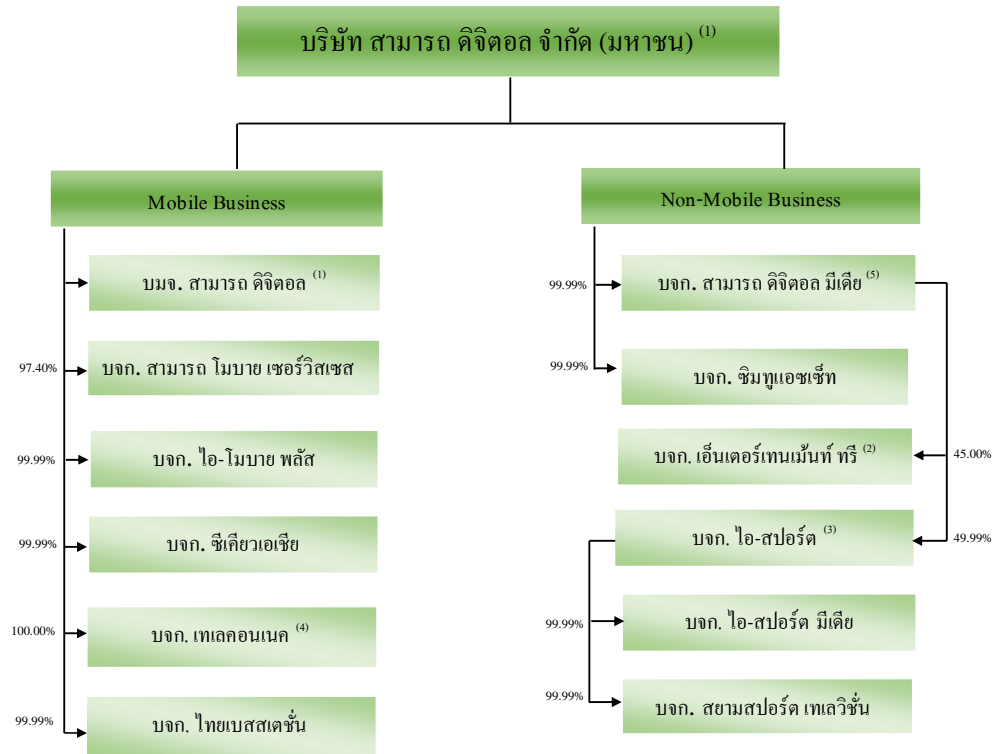 บริษัท สามารถ ดิจิตอล จำกัด (มหาชน) (1)
Mobile Business
บมจ. สามารถ ดิจิตอล (1)
97.40% บจก. สามารถ โมบาย เซอร์วิสเซส
99.99% บจก. ไอ-โมบาย พลัส
99.99% บจก. ซีเคียวเอเชีย
100.00% บจก. เทเลคอนเนค (4)
99.99% บจก. ไทยเบสสเตชั่น
Non-Mobile Business
99.99% บจก. สามารถ ดิจิตอล มีเดีย (5)
99.99% บจก. ซิมทูแอซเซ็ท
บจก. เอ็นเตอร์เทนเม้นท์ ทรี (2) 45.00%
บจก. ไอ-สปอร์ต (3) 49.99%
99.99% บจก. ไอ-สปอร์ต มีเดีย
99.99% บจก. สยามสปอร์ต เทเลวิชั่น